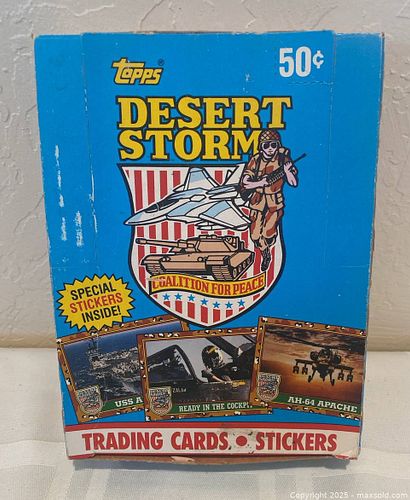 Topps®
50¢
DESERT
STORM
COALITION FOR PEACE
SPECIAL
STICKERS
INSIDE!
USS A
READY IN THE COCKPI
AH-64 APACHE
TRADING CARDS • STICKERS
Copyright 2025 - maxsold.com